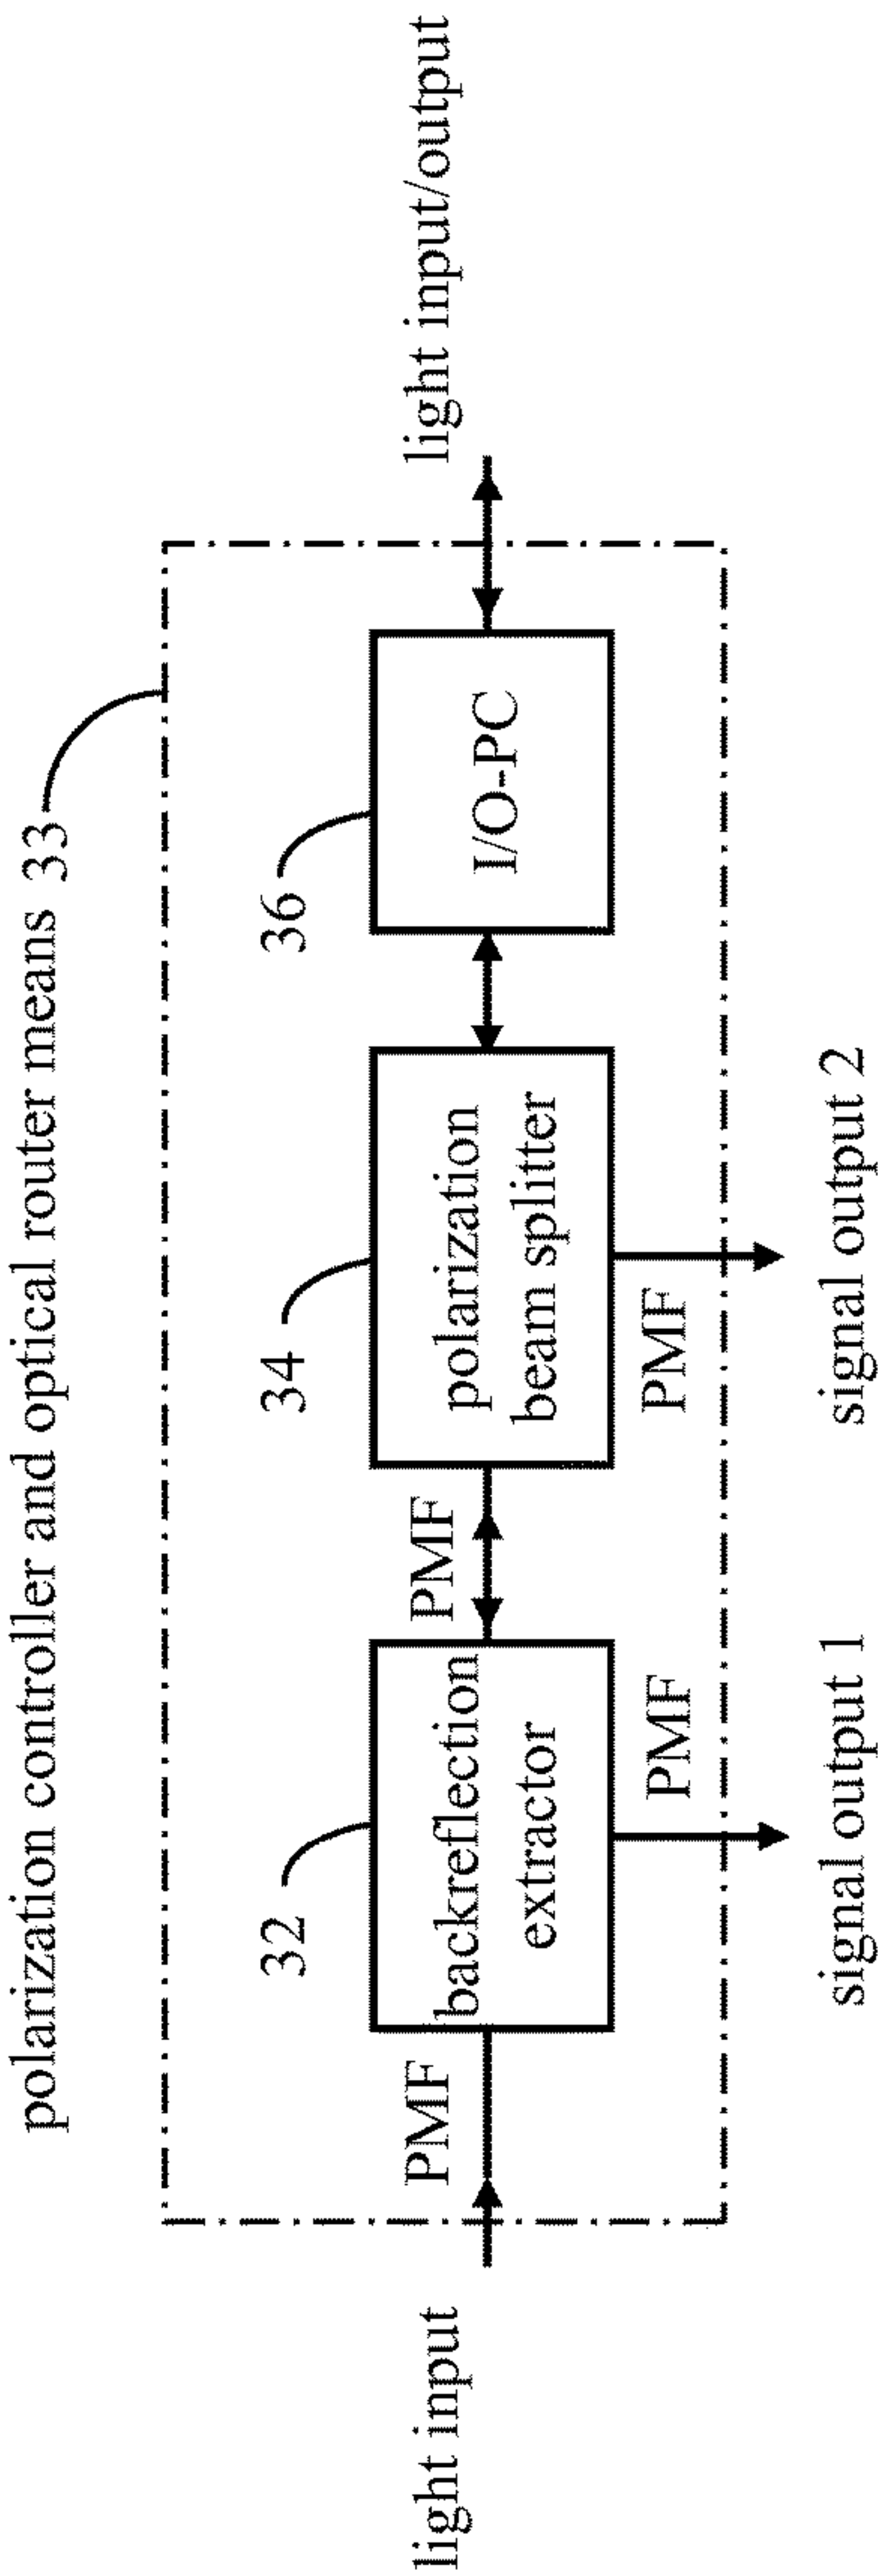 polarization controller and optical router means 33
32
34
36
light input
PMF
backreflection
extractor
PMF
polarization
beam splitter
I/O-PC
light input/output
PMF
PMF
signal output 1
signal output 2